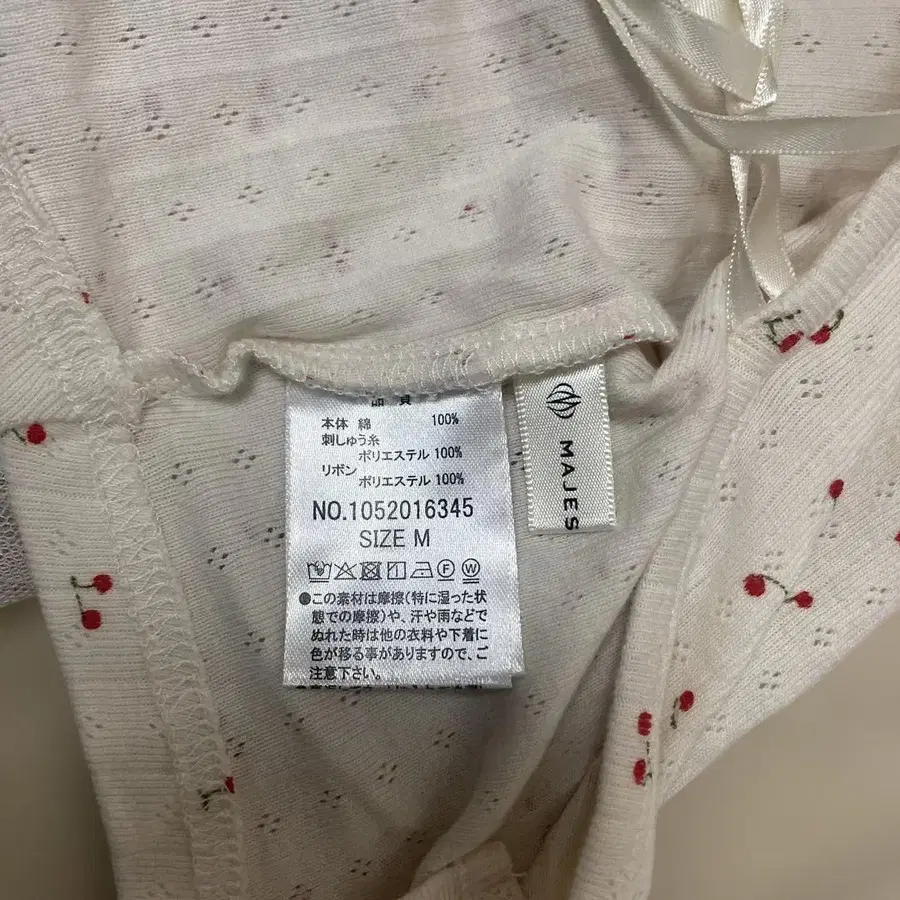 品質
本体 綿 100%
刺しゅう糸
ポリエステル 100%
リボン
ポリエステル 100%
NO.1052016345
SIZE M
Ⓕ Ⓦ
●この素材は摩擦(特に湿った状
態での摩擦)や、汗や雨などで
ぬれた時は他の衣料や下着に
色が移る事がありますので、ご
注意下さい。
MAJES